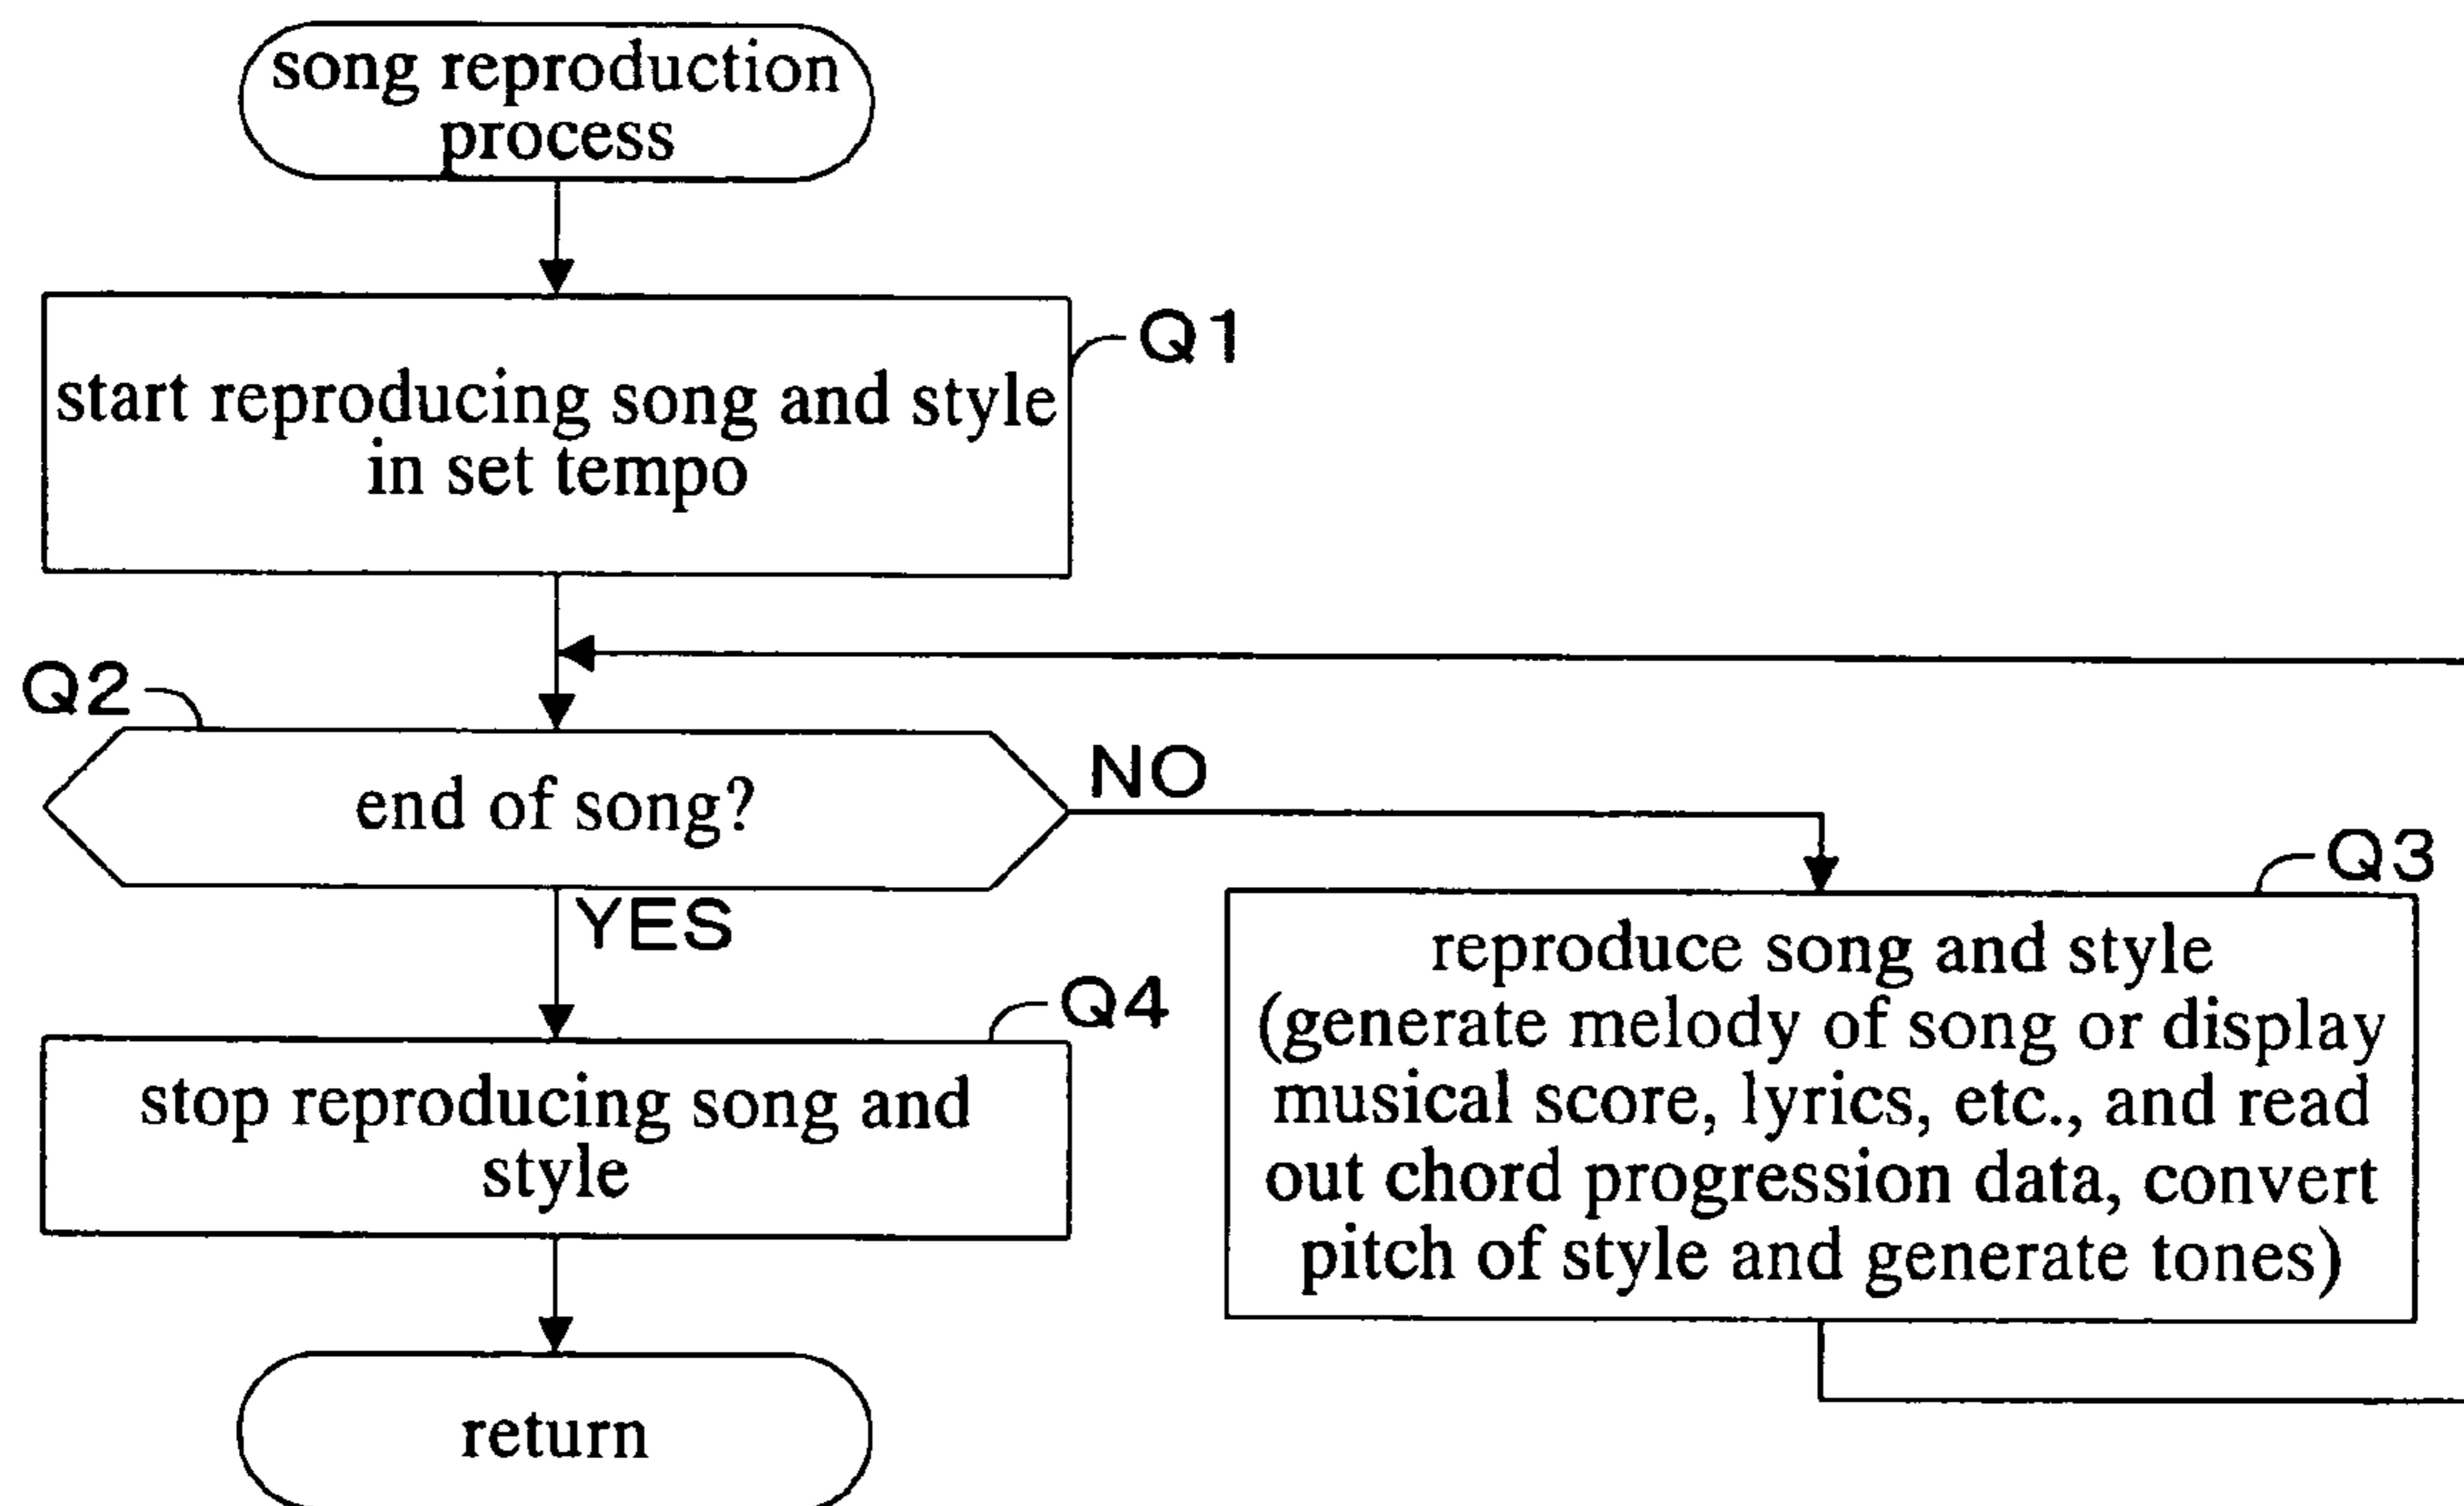 song reproduction
process
Q1
start reproducing song and style
in set tempo
Q2
end of song?
NO
YES
Q3
reproduce song and style
(generate melody of song or display
musical score, lyrics, etc., and read
out chord progression data, convert
pitch of style and generate tones)
Q4
stop reproducing song and
style
return